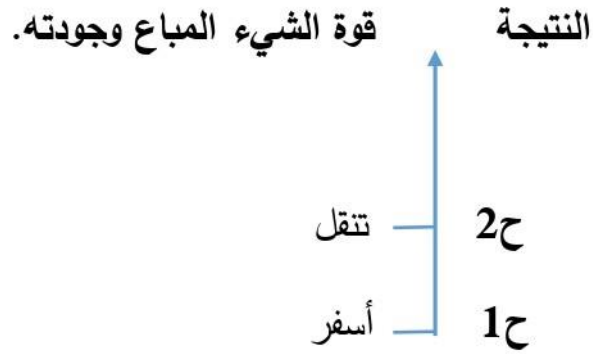 النتيجة قوة الشيء المباع وجودته.
ح2 تنقل
ح1 أسفر